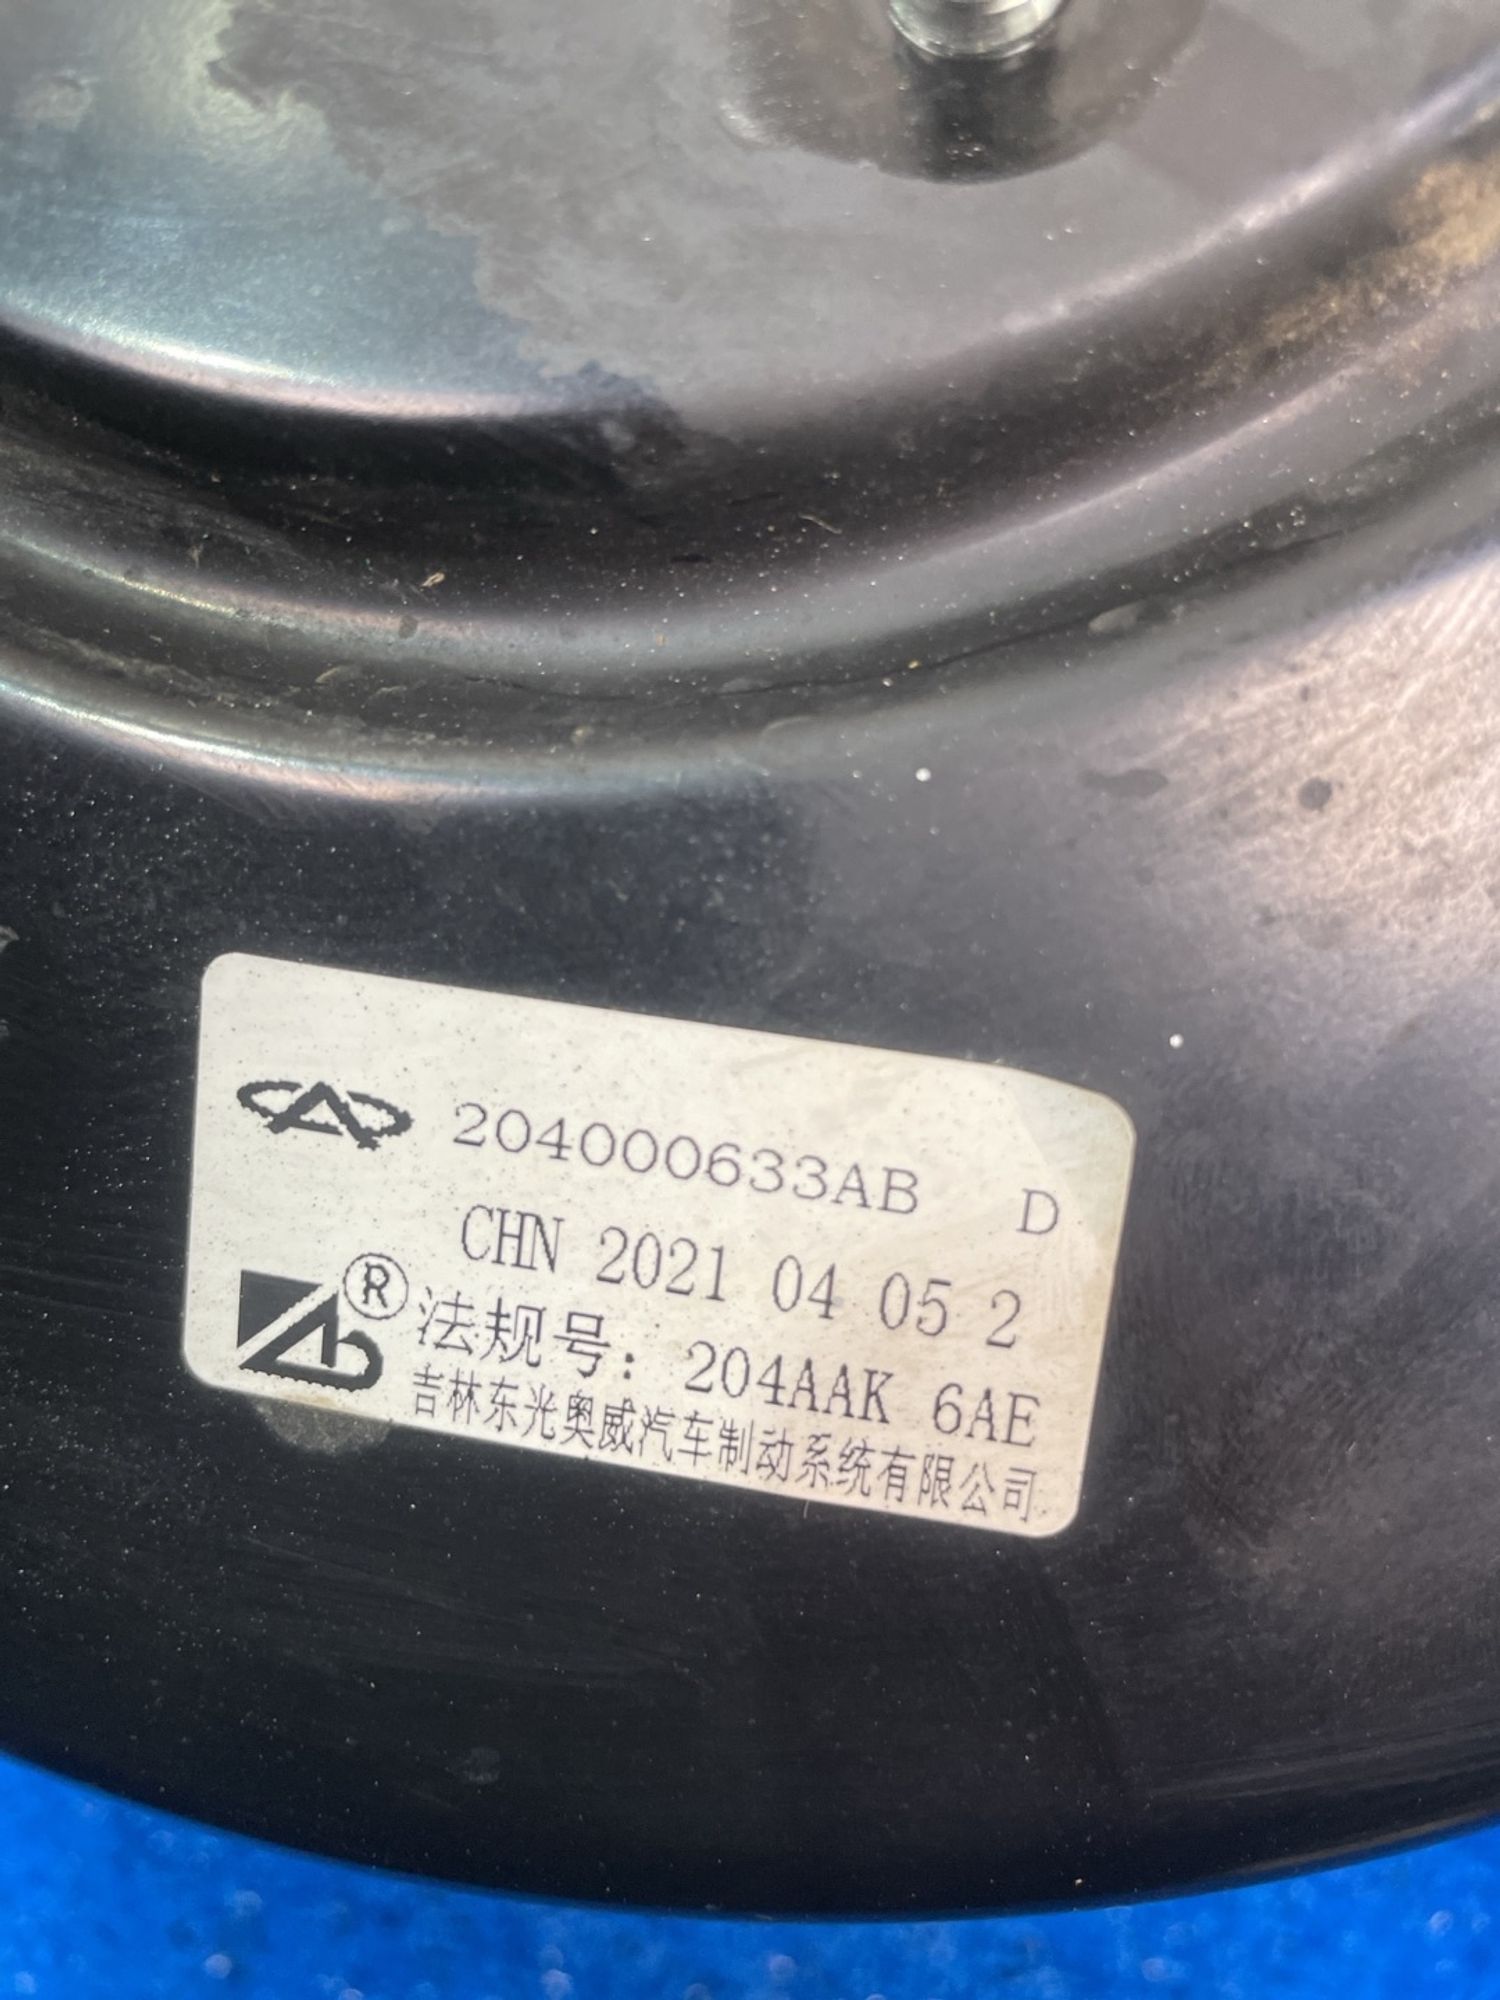 204000633AB D
CHN 2021 04 05 2
® 法规号：204AAK 6AE
吉林东光奥威汽车制动系统有限公司